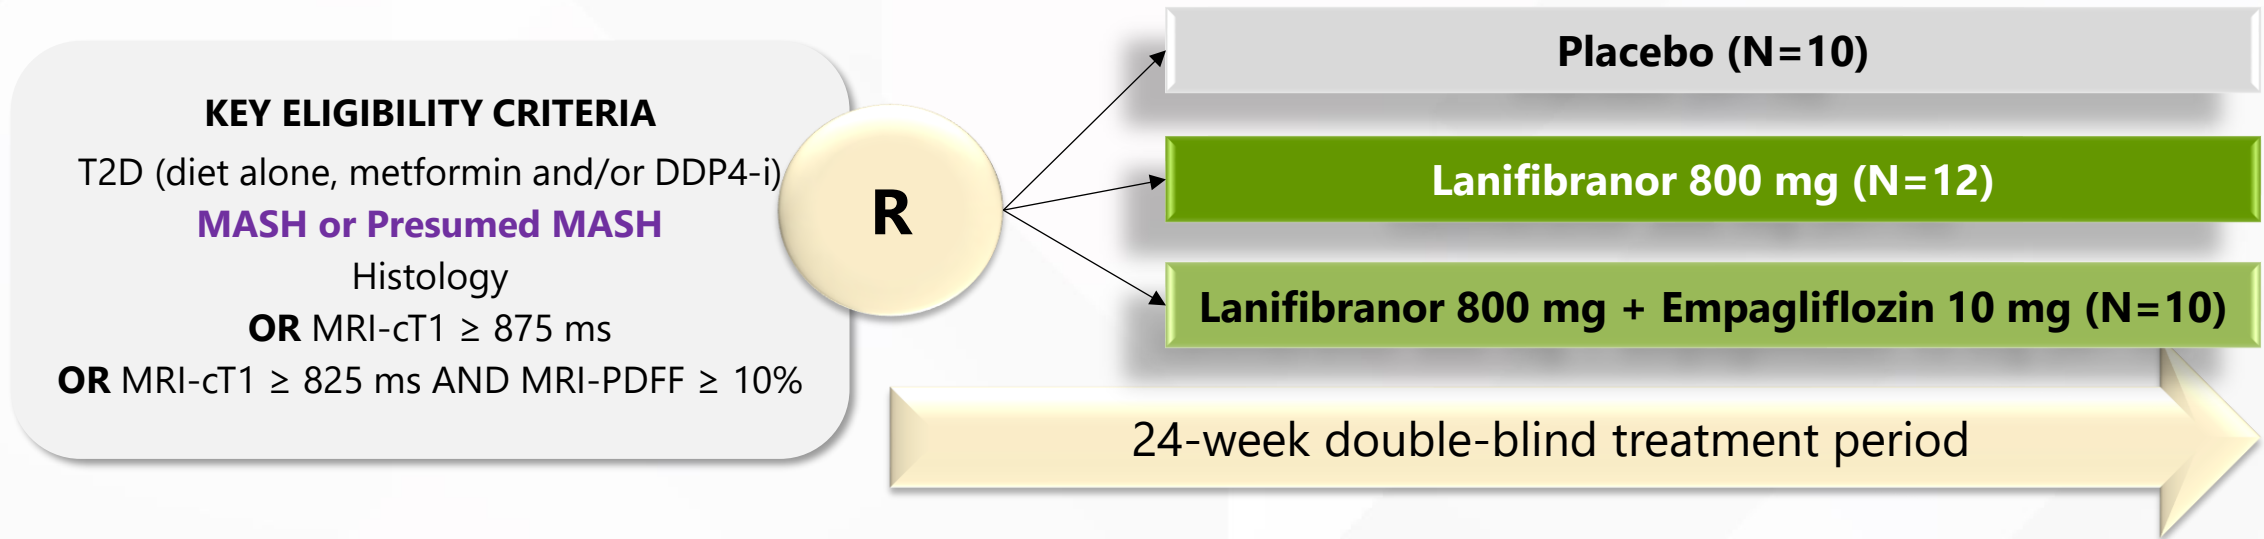 KEY ELIGIBILITY CRITERIA
T2D (diet alone, metformin and/or DDP4-i)
MASH or Presumed MASH
Histology
OR MRI-cT1 ≥ 875 ms
OR MRI-cT1 ≥ 825 ms AND MRI-PDFF ≥ 10%
R
Placebo (N=10)
Lanifibranor 800 mg (N=12)
Lanifibranor 800 mg + Empagliflozin 10 mg (N=10)
24-week double-blind treatment period